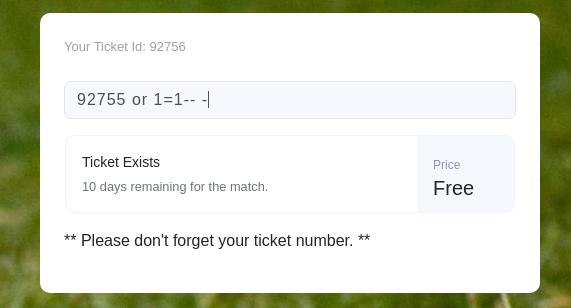 Your Ticket Id: 92756
92755 or 1=1-- -
Ticket Exists
10 days remaining for the match.
Price
Free
** Please don't forget your ticket number. **